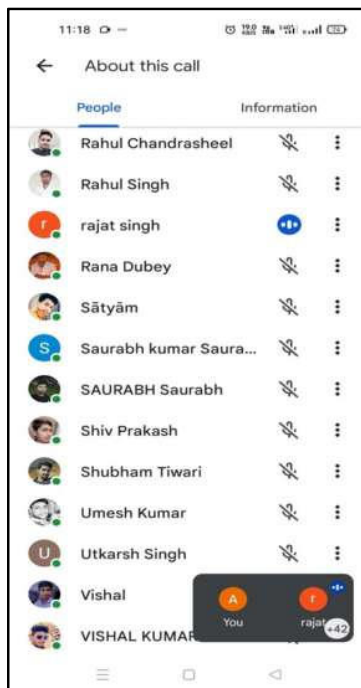 11:18
About this call
People Information
Rahul Chandrasheel
Rahul Singh
r rajat singh
Rana Dubey
Sātyām
S Saurabh kumar Saura...
SAURABH Saurabh
Shiv Prakash
Shubham Tiwari
Umesh Kumar
U Utkarsh Singh
Vishal
A r
You rajat
+42
VISHAL KUMAR